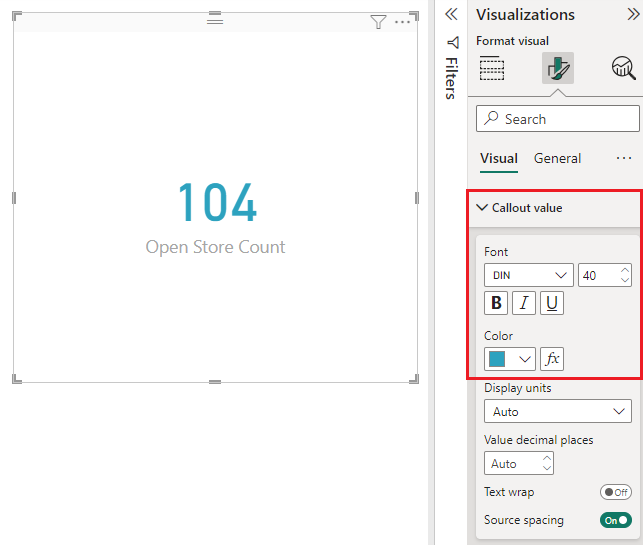 104
Open Store Count
Filters
Visualizations
Format visual
Search
Visual General
Callout value
Font
DIN 40
B I U
Color
fx
Display units
Auto
Value decimal places
Auto
Text wrap Off
Source spacing On